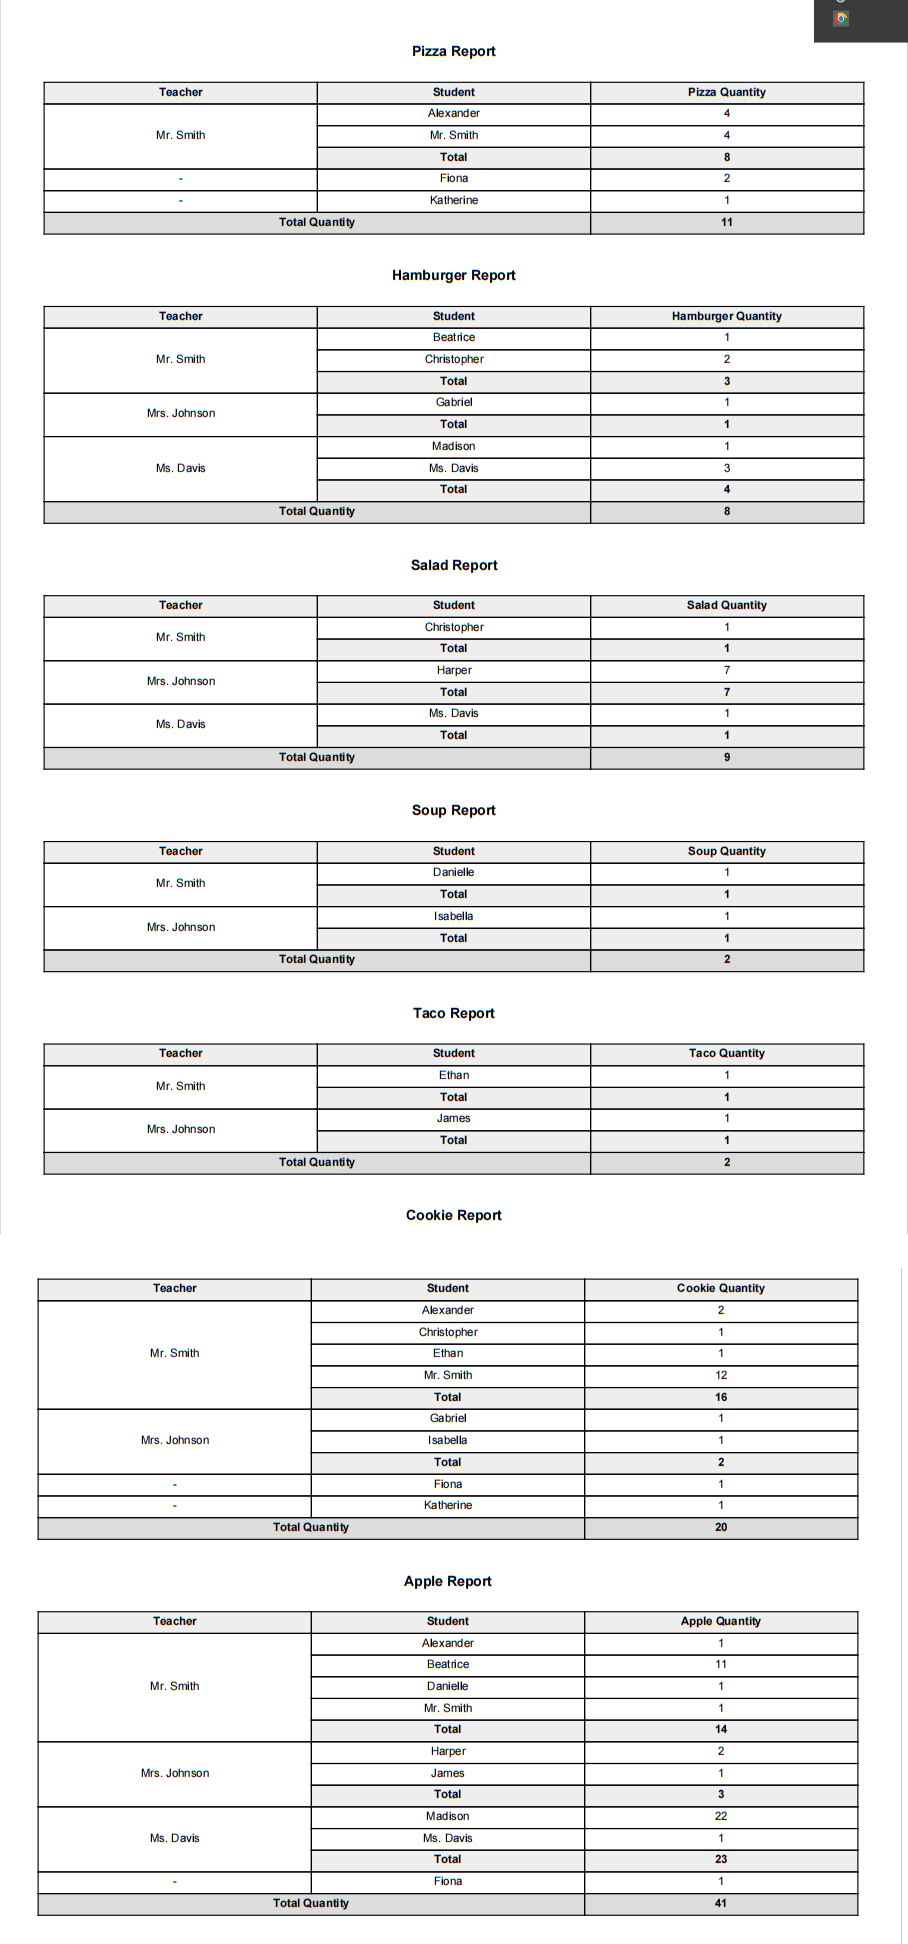 Pizza Report
Teacher Student Pizza Quantity
Alexander 4
Mr. Smith Mr. Smith 4
Total 8
- Fiona 2
- Katherine 1
Total Quantity 11
Hamburger Report
Teacher Student Hamburger Quantity
Beatrice 1
Mr. Smith Christopher 2
Total 3
Mrs. Johnson Gabriel 1
Total 1
Madison 1
Ms. Davis Ms. Davis 3
Total 4
Total Quantity 8
Salad Report
Teacher Student Salad Quantity
Mr. Smith Christopher 1
Total 1
Mrs. Johnson Harper 7
Total 7
Ms. Davis Ms. Davis 1
Total 1
Total Quantity 9
Soup Report
Teacher Student Soup Quantity
Mr. Smith Danielle 1
Total 1
Mrs. Johnson Isabella 1
Total 1
Total Quantity 2
Taco Report
Teacher Student Taco Quantity
Mr. Smith Ethan 1
Total 1
Mrs. Johnson James 1
Total 1
Total Quantity 2
Cookie Report
Teacher Student Cookie Quantity
Alexander 2
Christopher 1
Mr. Smith Ethan 1
Mr. Smith 12
Total 16
Gabriel 1
Mrs. Johnson Isabella 1
Total 2
- Fiona 1
- Katherine 1
Total Quantity 20
Apple Report
Teacher Student Apple Quantity
Alexander 1
Beatrice 11
Mr. Smith Danielle 1
Mr. Smith 1
Total 14
Harper 2
Mrs. Johnson James 1
Total 3
Madison 22
Ms. Davis Ms. Davis 1
Total 23
- Fiona 1
Total Quantity 41